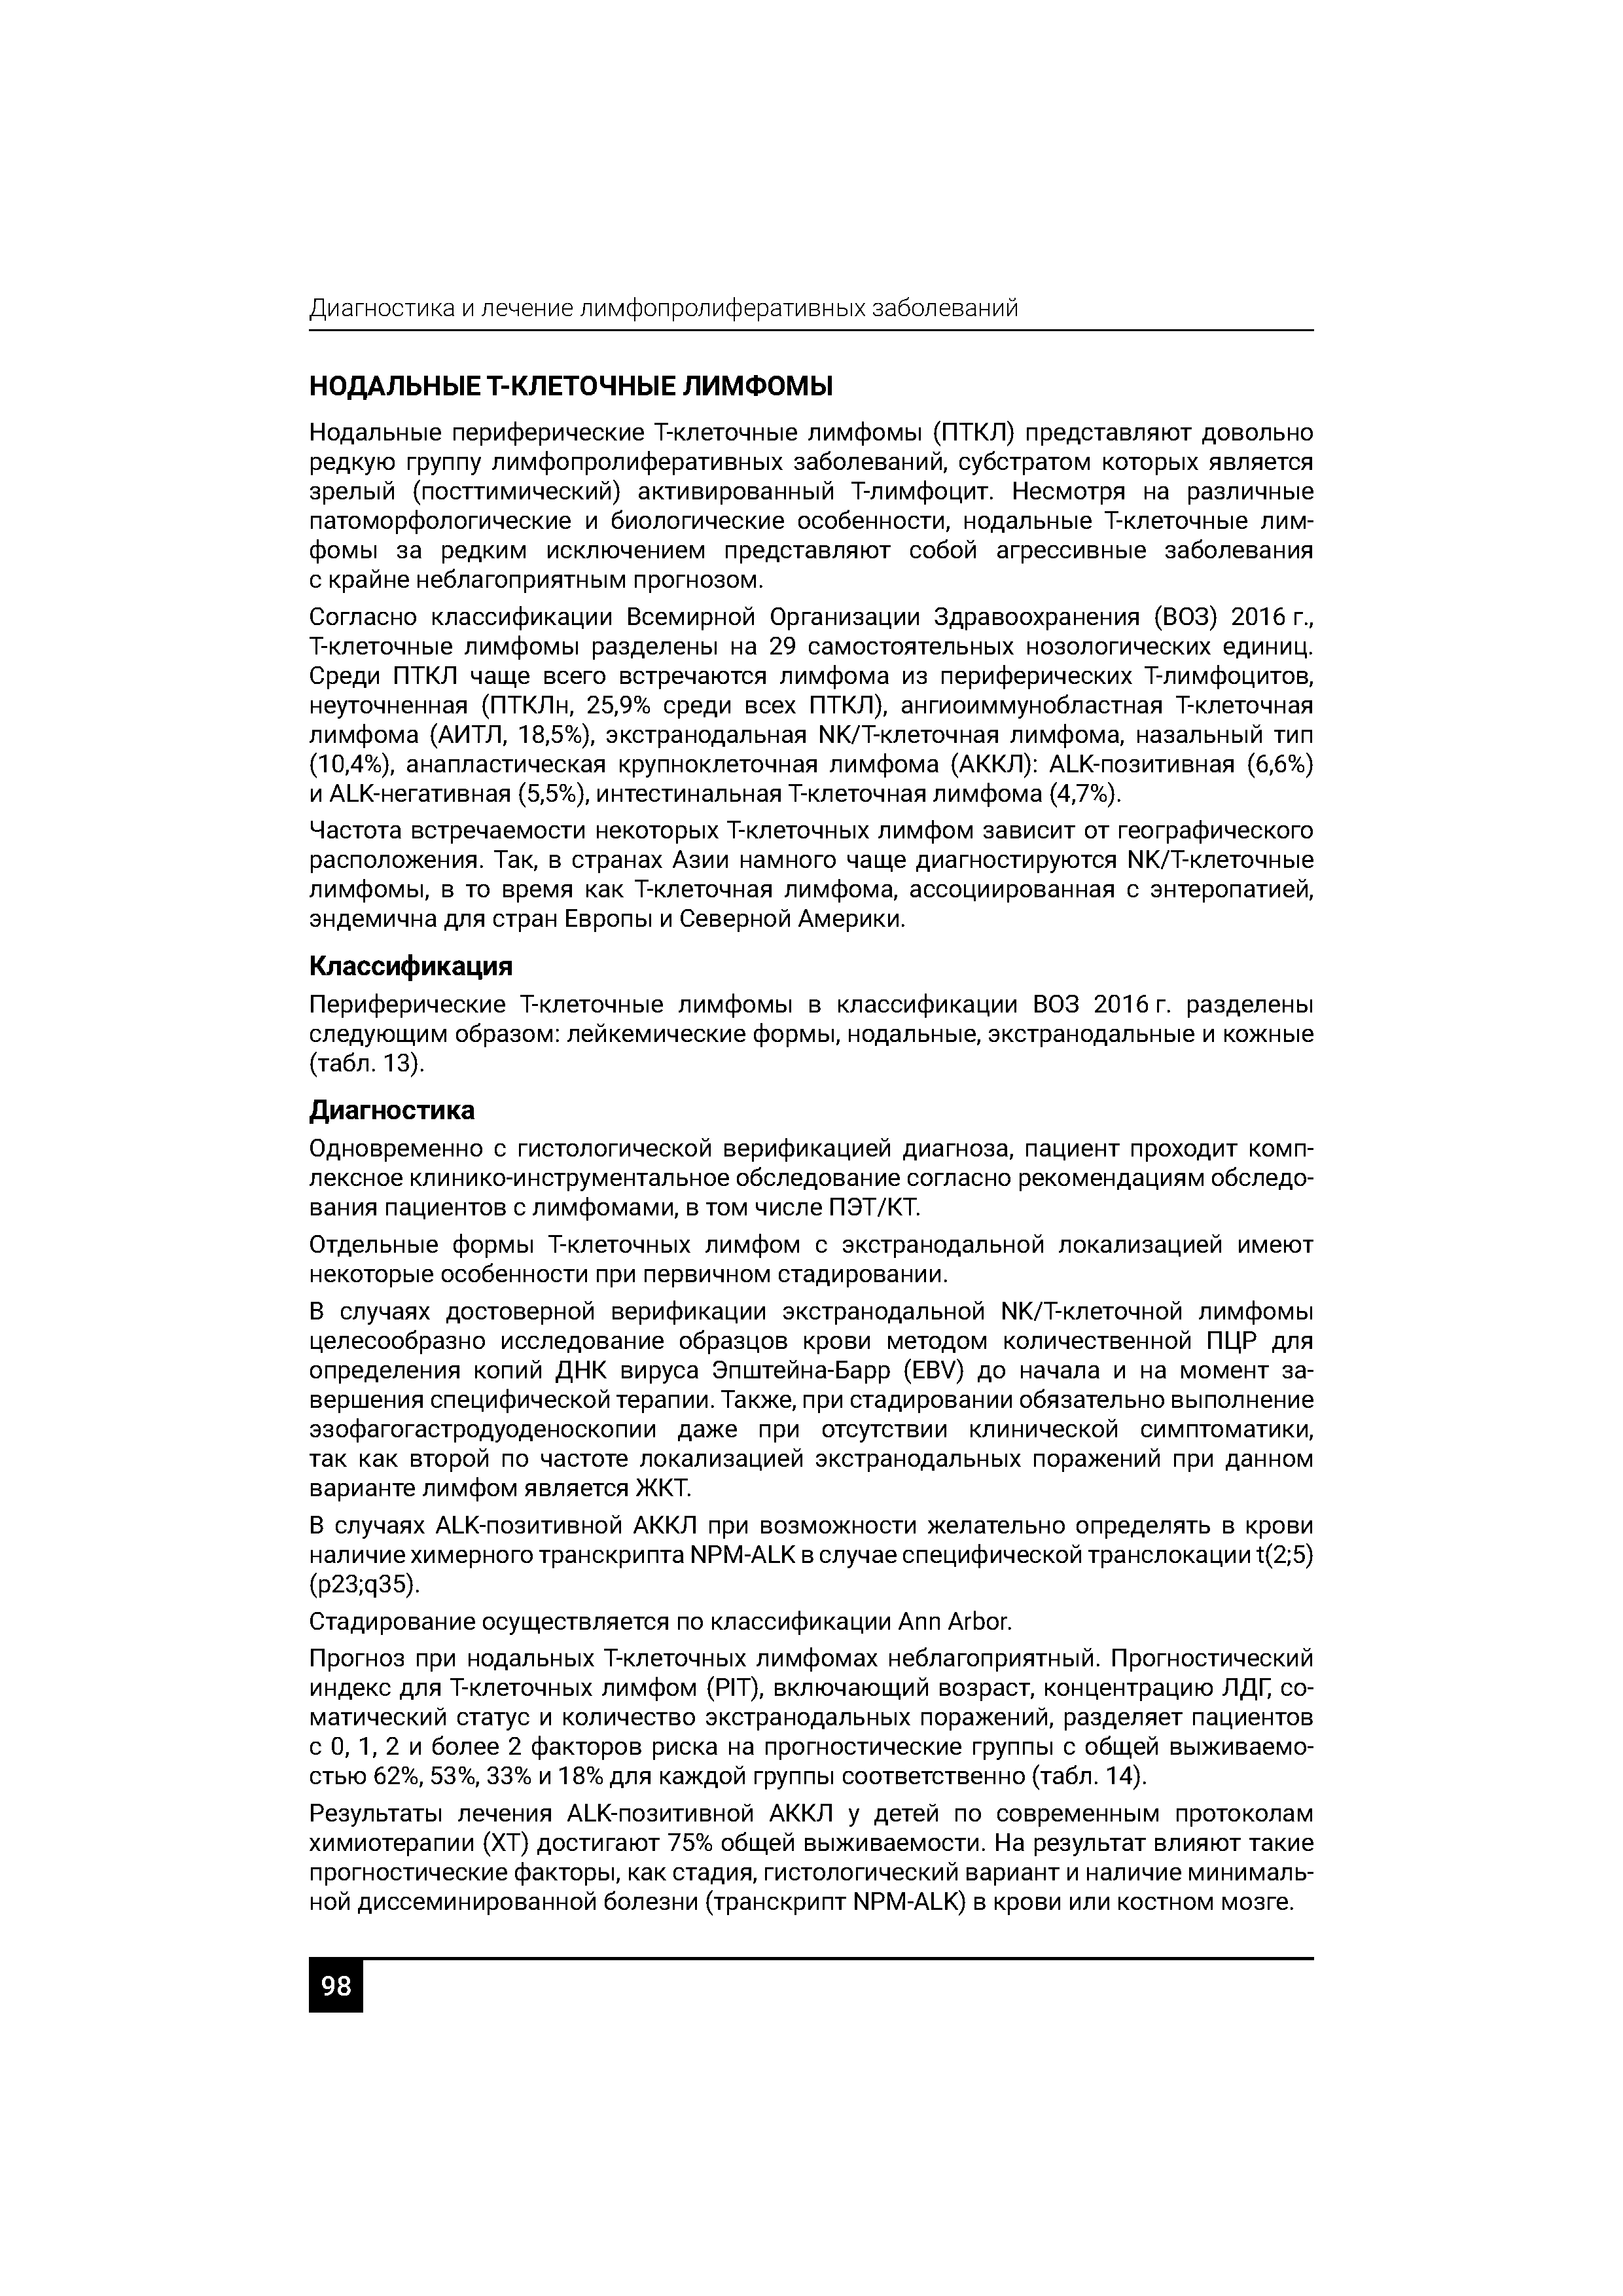 Диагностика и лечение лимфопролиферативных заболеваний
НОДАЛЬНЫЕ Т-КЛЕТОЧНЫЕ ЛИМФОМЫ
Нодальные периферические Т-клеточные лимфомы (ПТКЛ) представляют довольно
редкую группу лимфопролиферативных заболеваний, субстратом которых является
зрелый (посттимический) активированный Т-лимфоцит. Несмотря на различные
патоморфологические и биологические особенности, нодальные Т-клеточные лим-
фомы за редким исключением представляют собой агрессивные заболевания
с крайне неблагоприятным прогнозом.
Согласно классификации Всемирной Организации Здравоохранения (ВОЗ) 2016 г.,
Т-клеточные лимфомы разделены на 29 самостоятельных нозологических единиц.
Среди ПТКЛ чаще всего встречаются лимфома из периферических Т-лимфоцитов,
неуточненная (ПТКЛн, 25,9% среди всех ПТКЛ), ангиоиммунобластная Т-клеточная
лимфома (АИТЛ, 18,5%), экстранодальная NK/T-клеточная лимфома, назальный тип
(10,4%), анапластическая крупноклеточная лимфома (АККЛ): ALK-позитивная (6,6%)
и ALK-негативная (5,5%), интестинальная Т-клеточная лимфома (4,7%).
Частота встречаемости некоторых Т-клеточных лимфом зависит от географического
расположения. Так, в странах Азии намного чаще диагностируются NK/T-клеточные
лимфомы, в то время как Т-клеточная лимфома, ассоциированная с энтеропатией,
эндемична для стран Европы и Северной Америки.
Классификация
Периферические Т-клеточные лимфомы в классификации ВОЗ 2016 г. разделены
следующим образом: лейкемические формы, нодальные, экстранодальные и кожные
(табл. 13).
Диагностика
Одновременно с гистологической верификацией диагноза, пациент проходит комп-
лексное клинико-инструментальное обследование согласно рекомендациям обследо-
вания пациентов с лимфомами, в том числе ПЭТ/КТ.
Отдельные формы Т-клеточных лимфом с экстранодальной локализацией имеют
некоторые особенности при первичном стадировании.
В случаях достоверной верификации экстранодальной NK/T-клеточной лимфомы
целесообразно исследование образцов крови методом количественной ПЦР для
определения копий ДНК вируса Эпштейна-Барр (EBV) до начала и на момент за-
вершения специфической терапии. Также, при стадировании обязательно выполнение
эзофагогастродуоденоскопии даже при отсутствии клинической симптоматики,
так как второй по частоте локализацией экстранодальных поражений при данном
варианте лимфом является ЖКТ.
В случаях ALK-позитивной АККЛ при возможности желательно определять в крови
наличие химерного транскрипта NPM-ALK в случае специфической транслокации t(2;5)
(p23;q35).
Стадирование осуществляется по классификации Ann Arbor.
Прогноз при нодальных Т-клеточных лимфомах неблагоприятный. Прогностический
индекс для Т-клеточных лимфом (PIT), включающий возраст, концентрацию ЛДГ, со-
матический статус и количество экстранодальных поражений, разделяет пациентов
с 0, 1, 2 и более 2 факторов риска на прогностические группы с общей выживаемо-
стью 62%, 53%, 33% и 18% для каждой группы соответственно (табл. 14).
Результаты лечения ALK-позитивной АККЛ у детей по современным протоколам
химиотерапии (ХТ) достигают 75% общей выживаемости. На результат влияют такие
прогностические факторы, как стадия, гистологический вариант и наличие минималь-
ной диссеминированной болезни (транскрипт NPM-ALK) в крови или костном мозге.
98